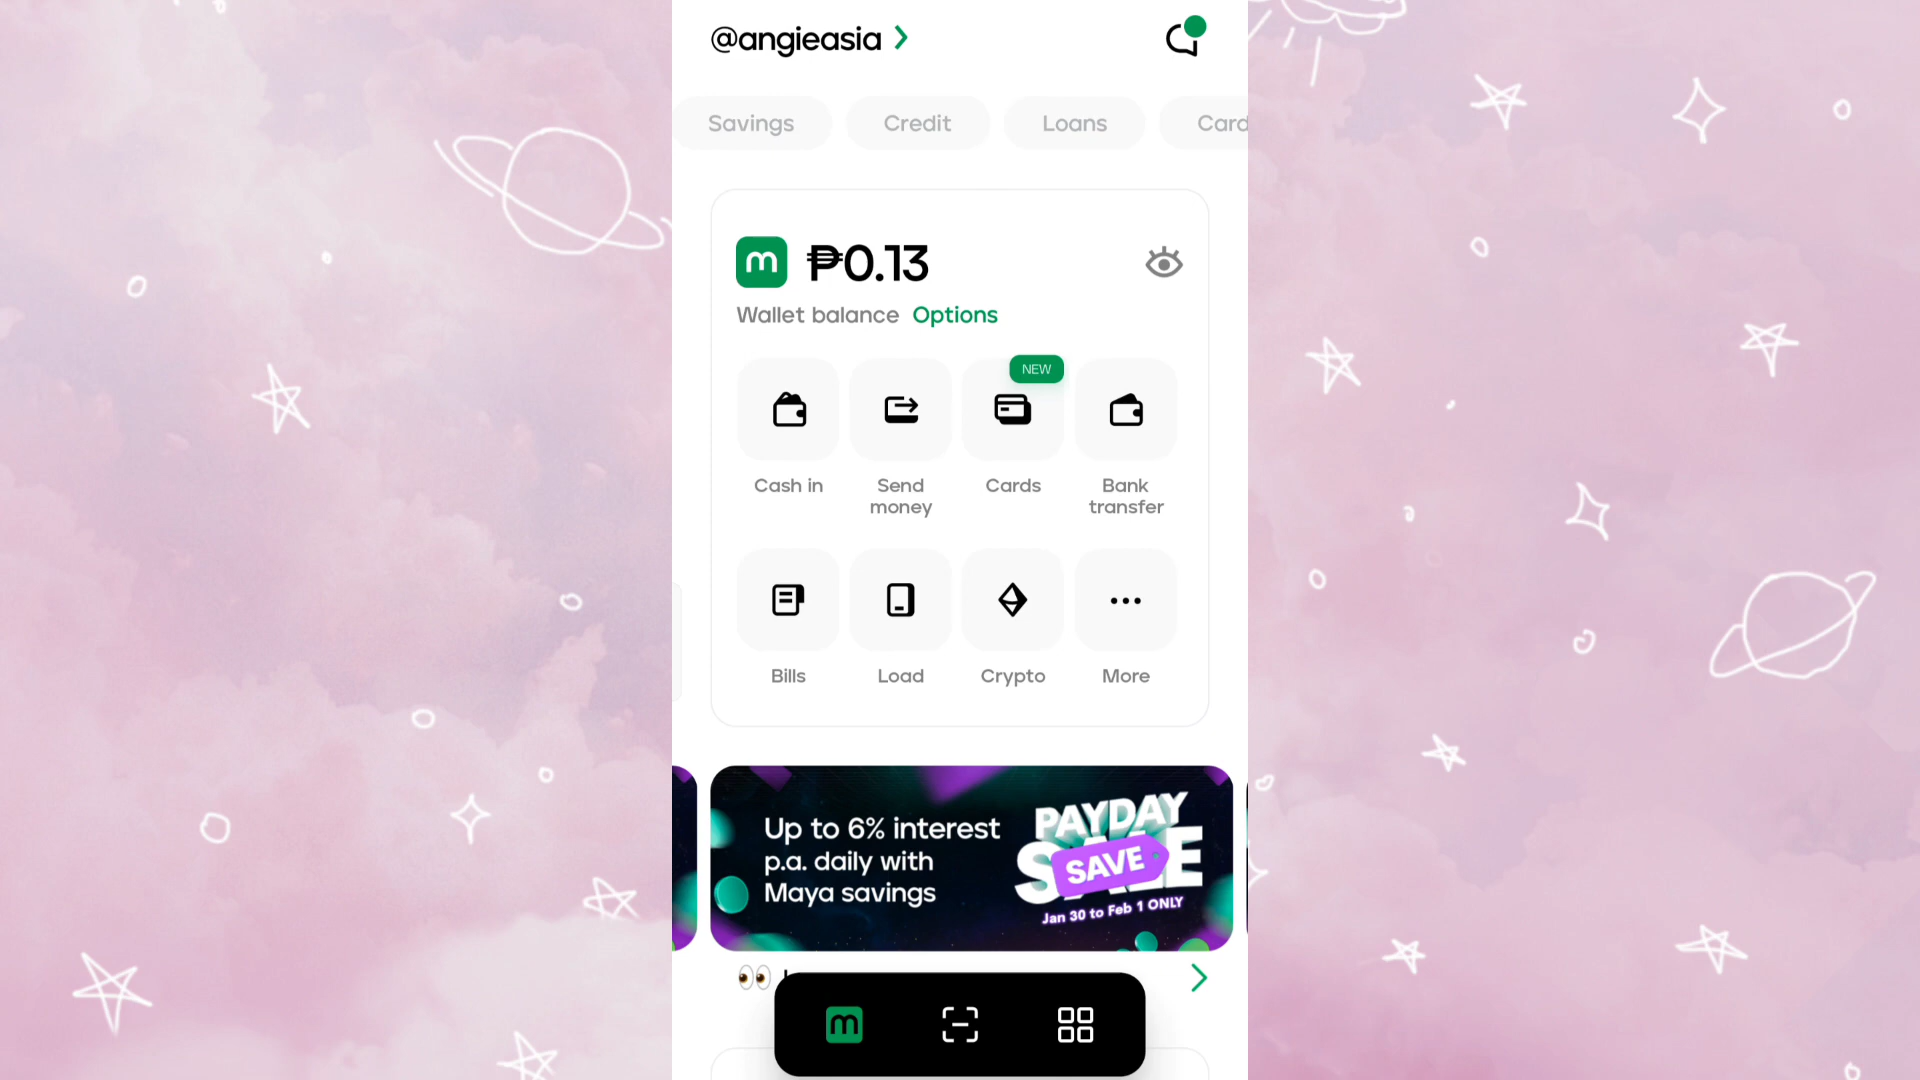 @angieasia
Savings
Credit
Loans
Card
m
₱0.13
Wallet balance Options
NEW
Cash in
Send
money
Cards
Bank
transfer
Bills
Load
Crypto
More
Up to 6% interest
p.a. daily with
Maya savings
PAYDAY
SALE
SAVE
Jan 30 to Feb 1 ONLY
m